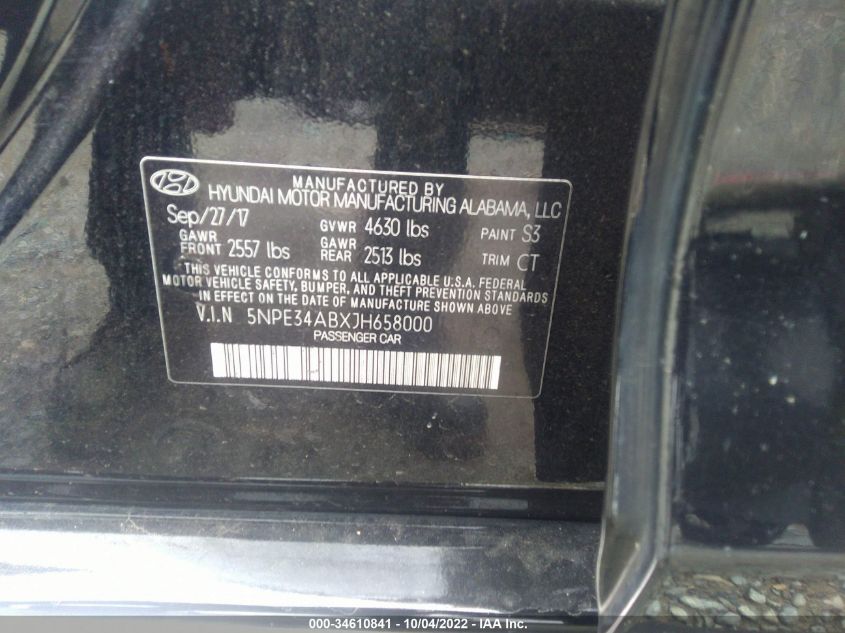 MANUFACTURED BY
HYUNDAI MOTOR MANUFACTURING ALABAMA, LLC
Sep/27/17 GVWR 4630 lbs PAINT S3
GAWR FRONT 2557 lbs GAWR REAR 2513 lbs TRIM CT
THIS VEHICLE CONFORMS TO ALL APPLICABLE U.S.A. FEDERAL
MOTOR VEHICLE SAFETY, BUMPER, AND THEFT PREVENTION STANDARDS
IN EFFECT ON THE DATE OF MANUFACTURE SHOWN ABOVE
V.I.N 5NPE34ABXJH658000
PASSENGER CAR
000-34610841 - 10/04/2022 - IAA Inc.